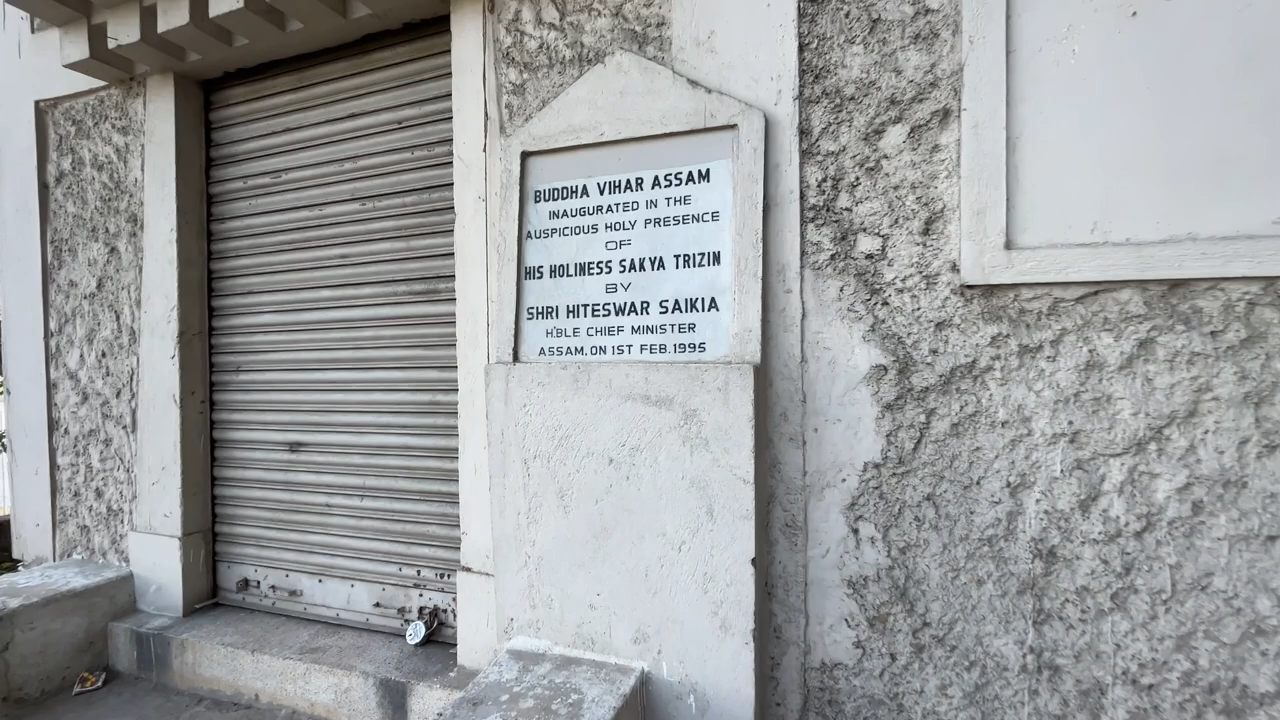 BUDDHA VIHAR ASSAM
INAUGURATED IN THE
AUSPICIOUS HOLY PRESENCE
OF
HIS HOLINESS SAKYA TRIZIN
BY
SHRI HITESWAR SAIKIA
H'BLE CHIEF MINISTER
ASSAM. ON 1ST FEB.1995